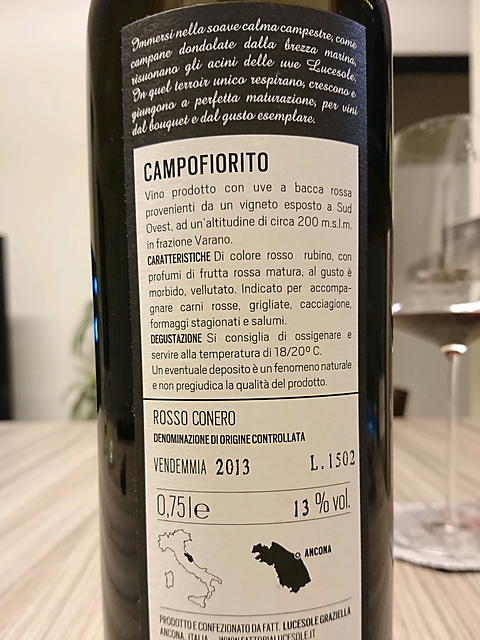 Immersi nella soave calma campestre, come
campane dondolate dalla brezza marina,
risuonano gli acini delle uve Lucesole.
In quel terroir unico respirano, crescono e
giungono a perfetta maturazione, per vini
dal bouquet e dal gusto esemplare.
CAMPOFIORITO
Vino prodotto con uve a bacca rossa
provenienti da un vigneto esposto a Sud
Ovest, ad un'altitudine di circa 200 m.s.l.m.
in frazione Varano.
CARATTERISTICHE Di colore rosso rubino, con
profumi di frutta rossa matura, al gusto è
morbido, vellutato. Indicato per accompa-
gnare carni rosse, grigliate, cacciagione,
formaggi stagionati e salumi.
DEGUSTAZIONE Si consiglia di ossigenare e
servire alla temperatura di 18/20º C.
Un eventuale deposito è un fenomeno naturale
e non pregiudica la qualità del prodotto.
ROSSO CONERO
DENOMINAZIONE DI ORIGINE CONTROLLATA
VENDEMMIA 2013 L.1502
0,75l e 13 % vol.
ANCONA
PRODOTTO E CONFEZIONATO DA FATT. LUCESOLE GRAZIELLA
ANCONA, ITALIA WWW.FATTORIALUCESOLE.IT